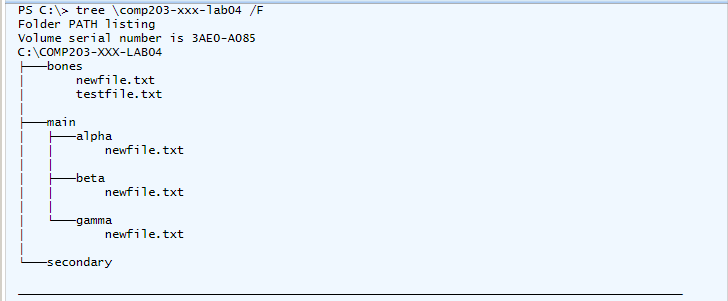 PS C:\> tree \comp203-xxx-lab04 /F
Folder PATH listing
Volume serial number is 3AE0-A085
C:\COMP203-XXX-LAB04
├───bones
│       newfile.txt
│       testfile.txt
│
├───main
│   ├───alpha
│   │       newfile.txt
│   │
│   ├───beta
│   │       newfile.txt
│   │
│   └───gamma
│           newfile.txt
│
└───secondary